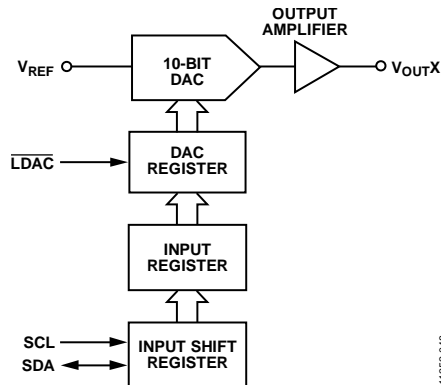 OUTPUT
AMPLIFIER
VREF
10-BIT
DAC
VOUTX
LDAC
DAC
REGISTER
INPUT
REGISTER
SCL
SDA
INPUT SHIFT
REGISTER